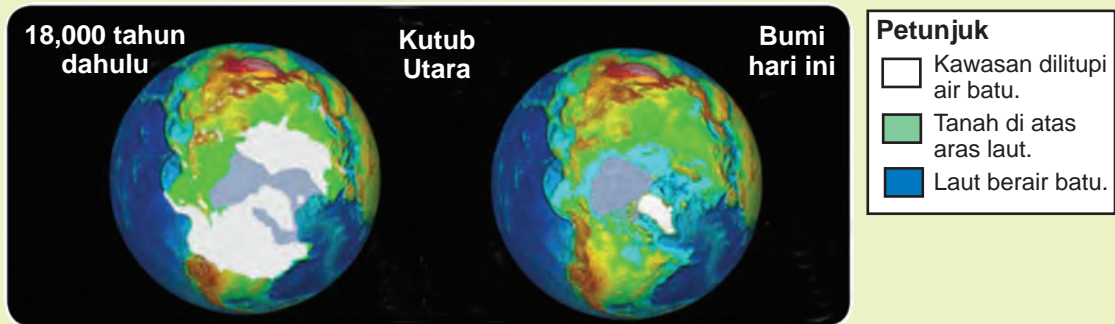 18,000 tahun
dahulu
Kutub
Utara
Bumi
hari ini
Petunjuk
Kawasan dilitupi
air batu.
Tanah di atas
aras laut.
Laut berair batu.